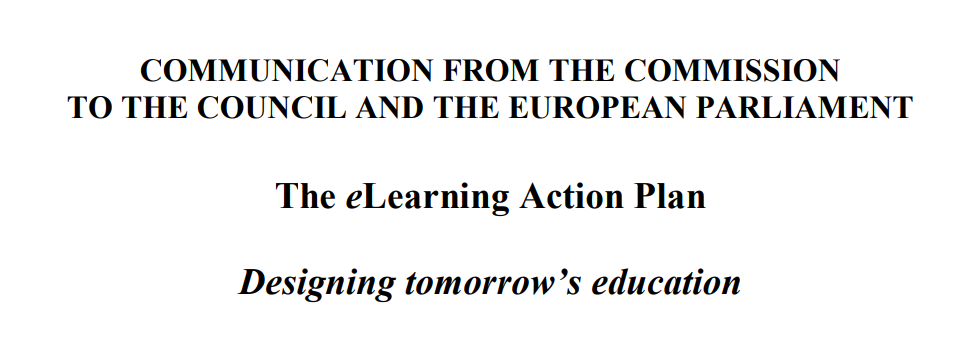 COMMUNICATION FROM THE COMMISSION
TO THE COUNCIL AND THE EUROPEAN PARLIAMENT
The eLearning Action Plan
Designing tomorrow’s education